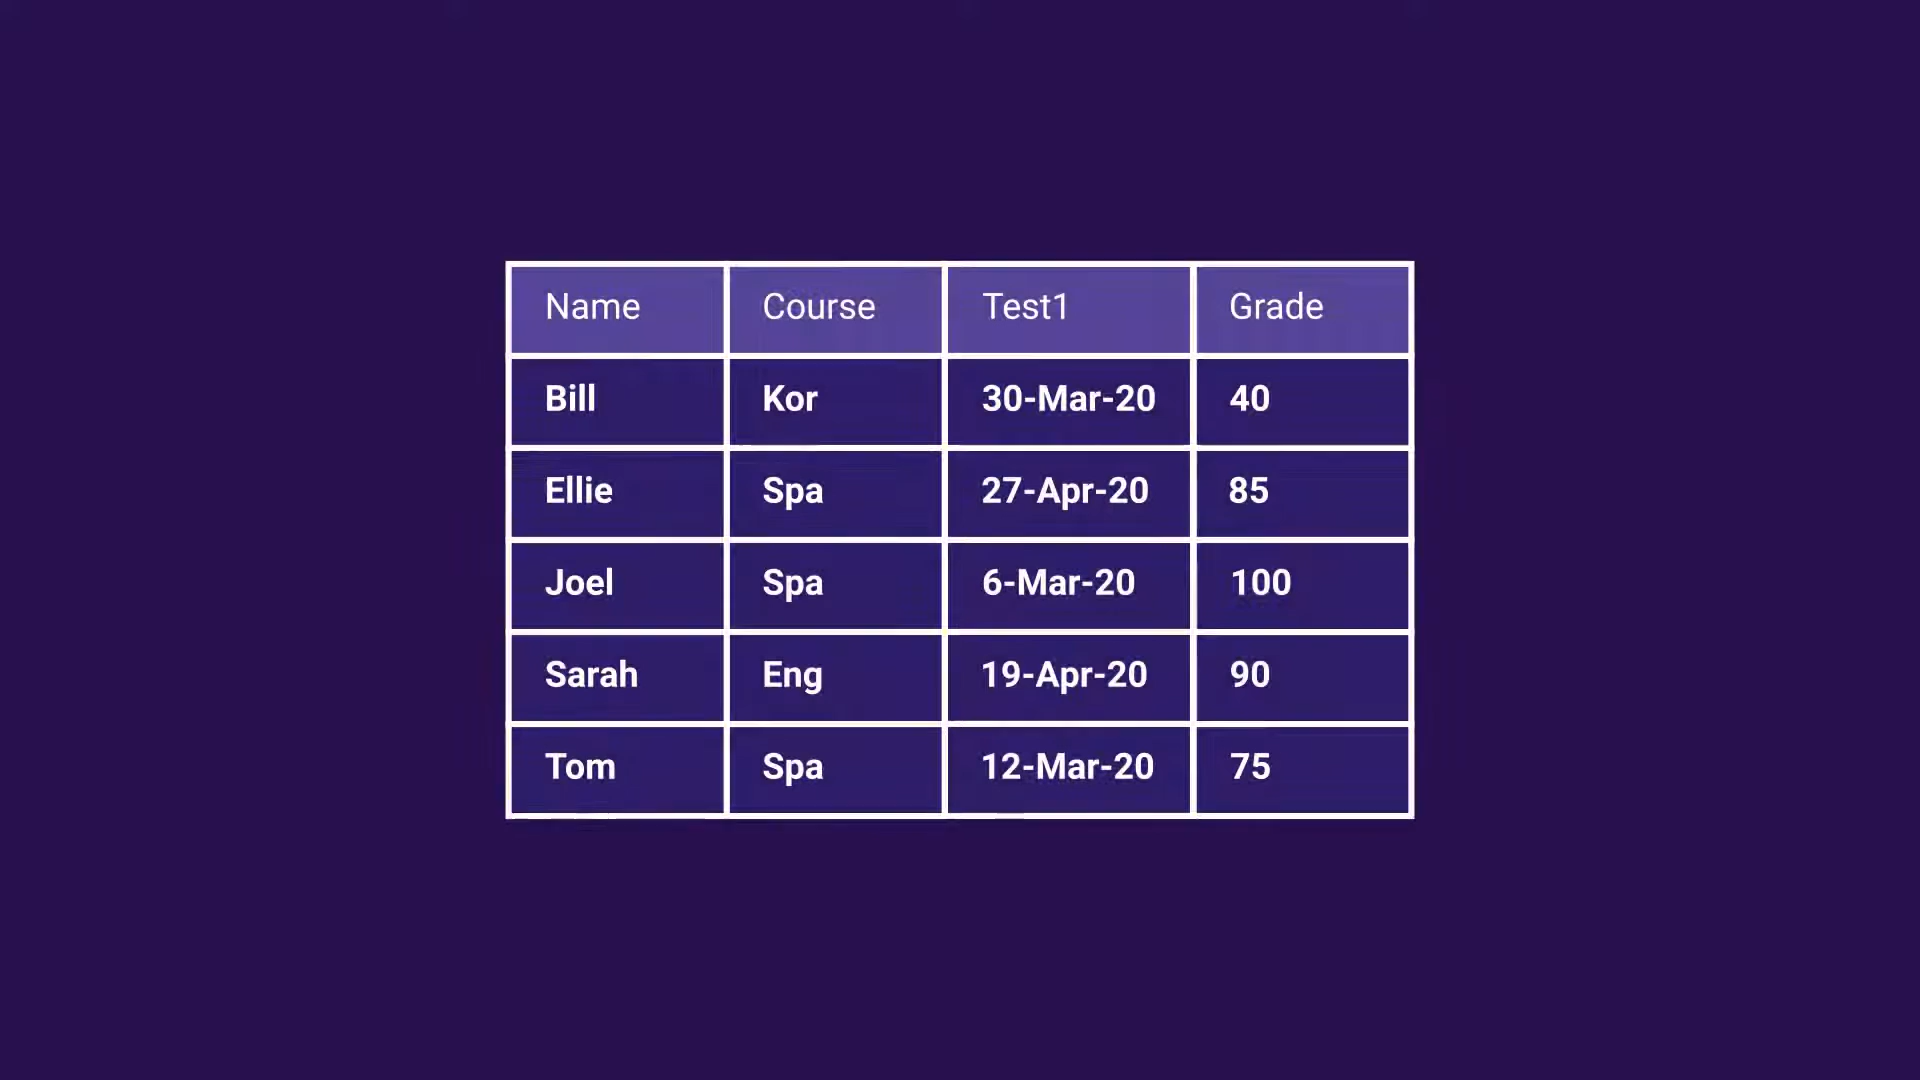 Name Course Test1 Grade
Bill Kor 30-Mar-20 40
Ellie Spa 27-Apr-20 85
Joel Spa 6-Mar-20 100
Sarah Eng 19-Apr-20 90
Tom Spa 12-Mar-20 75